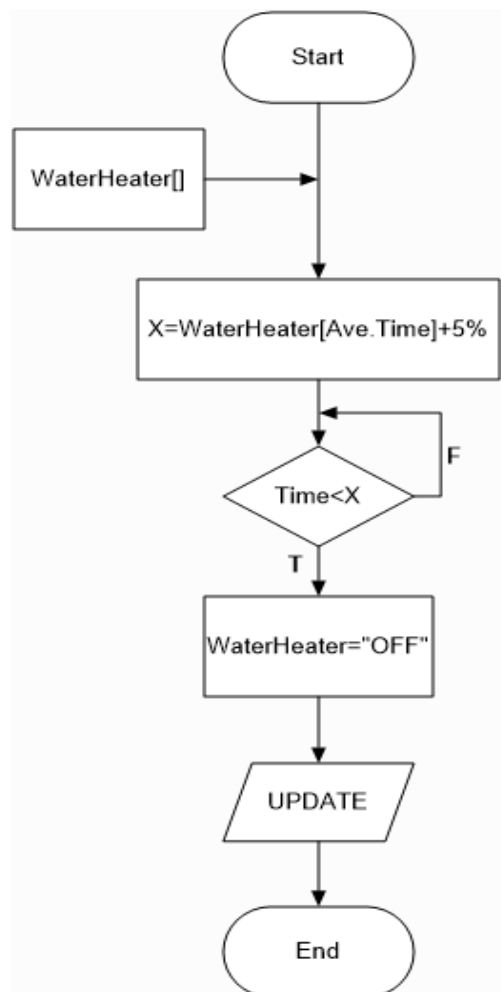 Start
WaterHeater[]
X=WaterHeater[Ave.Time]+5%
F
Time<X
T
WaterHeater="OFF"
UPDATE
End